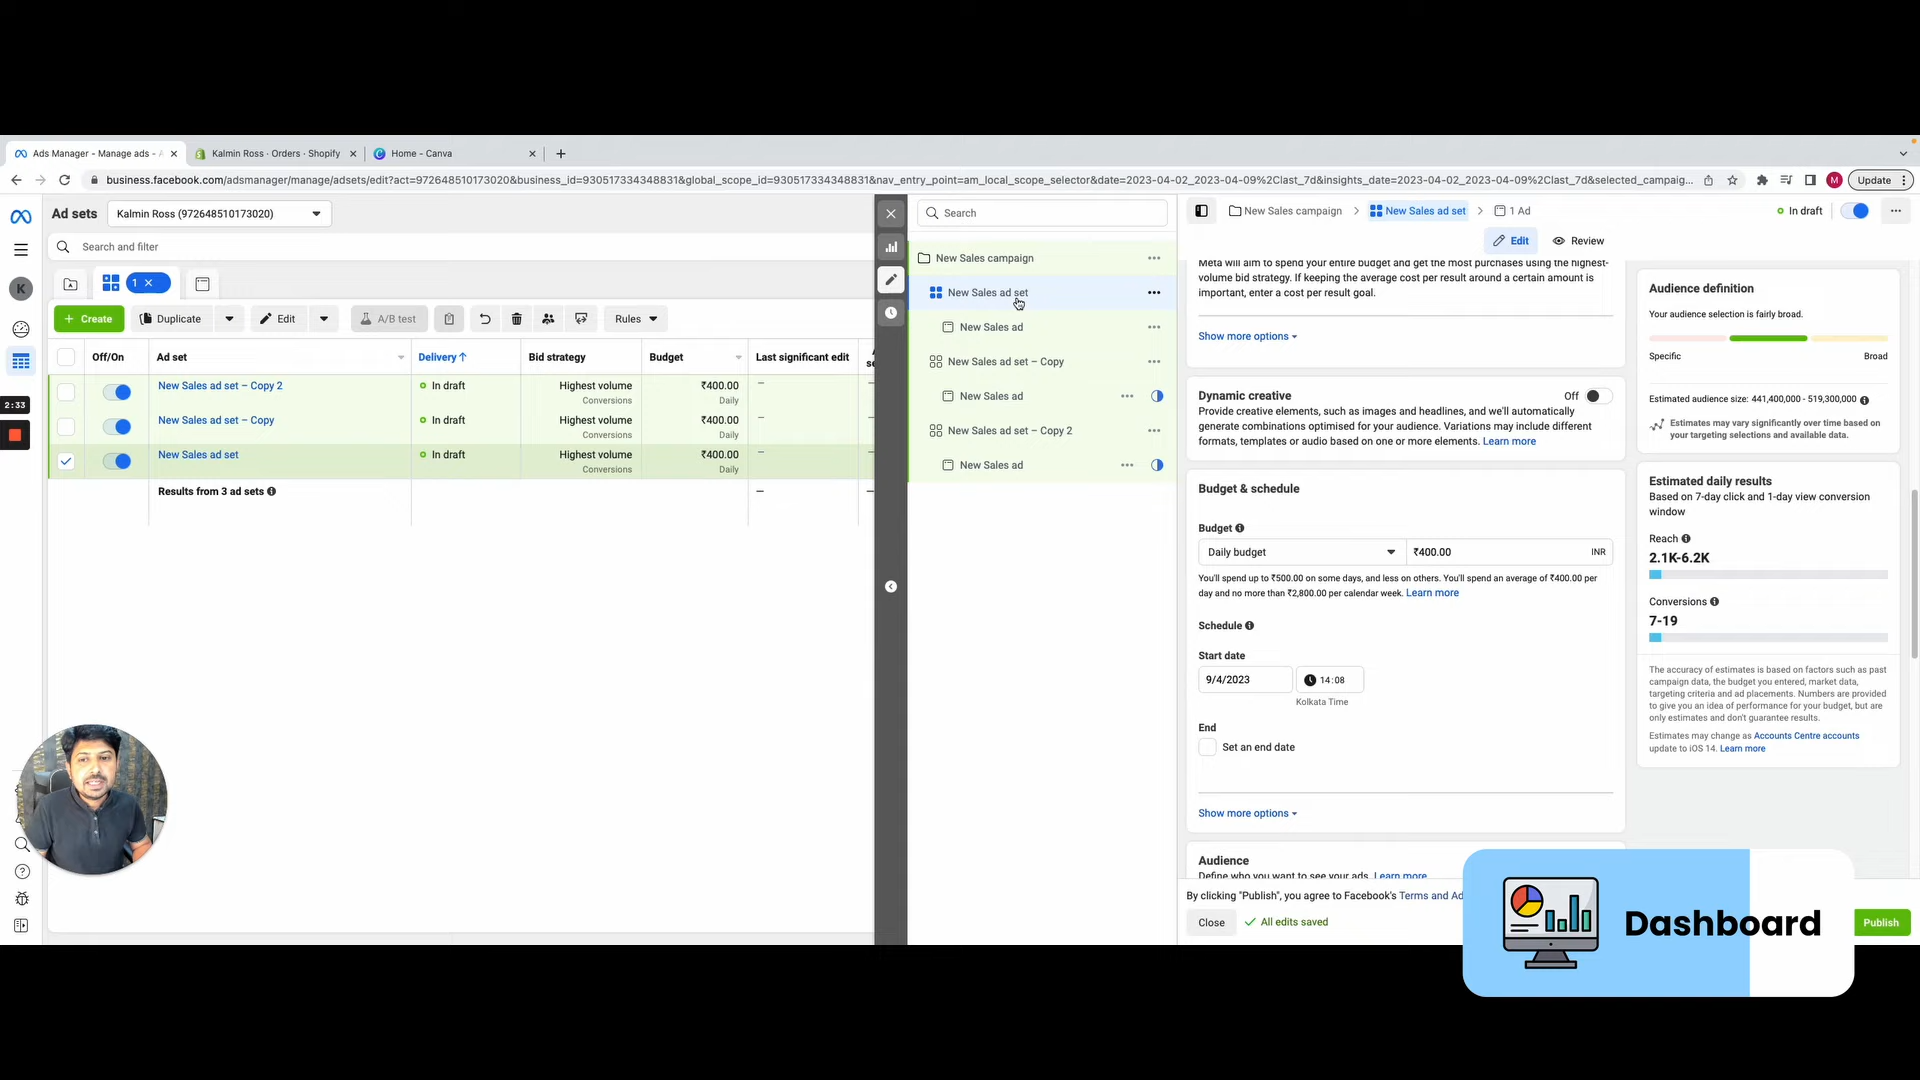 Ads Manager - Manage ads - A
Kalmin Ross · Orders · Shopify
Home - Canva
business.facebook.com/adsmanager/manage/adsets/edit?act=972648510173020&business_id=930517334348831&global_scope_id=930517334348831&nav_entry_point=am_local_scope_selector&date=2023-04-02_2023-04-09%2Clast_7d&insights_date=2023-04-02_2023-04-09%2Clast_7d&selected_campaig...
M
Update
Ad sets
Kalmin Ross (972648510173020)
Search and filter
K
1
Create
Duplicate
Edit
A/B test
Rules
Off/On
Ad set
Delivery
Bid strategy
Budget
Last significant edit
New Sales ad set – Copy 2
In draft
Highest volume
Conversions
₹400.00
Daily
–
New Sales ad set – Copy
In draft
Highest volume
Conversions
₹400.00
Daily
–
New Sales ad set
In draft
Highest volume
Conversions
₹400.00
Daily
–
Results from 3 ad sets
–
2:33
Search
New Sales campaign
New Sales ad set
New Sales ad
New Sales ad set – Copy
New Sales ad
New Sales ad set – Copy 2
New Sales ad
New Sales campaign
New Sales ad set
1 Ad
In draft
Edit
Review
Meta will aim to spend your entire budget and get the most purchases using the highest-
volume bid strategy. If keeping the average cost per result around a certain amount is
important, enter a cost per result goal.
Show more options
Dynamic creative
Off
Provide creative elements, such as images and headlines, and we'll automatically
generate combinations optimised for your audience. Variations may include different
formats, templates or audio based on one or more elements. Learn more
Budget & schedule
Budget
Daily budget
₹400.00
INR
You'll spend up to ₹500.00 on some days, and less on others. You'll spend an average of ₹400.00 per
day and no more than ₹2,800.00 per calendar week. Learn more
Schedule
Start date
9/4/2023
14:08
Kolkata Time
End
Set an end date
Show more options
Audience
Define who you want to see your ads. Learn more
By clicking "Publish", you agree to Facebook's Terms and Ad
Close
All edits saved
Publish
Audience definition
Your audience selection is fairly broad.
Specific
Broad
Estimated audience size: 441,400,000 - 519,300,000
Estimates may vary significantly over time based on
your targeting selections and available data.
Estimated daily results
Based on 7-day click and 1-day view conversion
window
Reach
2.1K-6.2K
Conversions
7-19
The accuracy of estimates is based on factors such as past
campaign data, the budget you entered, market data,
targeting criteria and ad placements. Numbers are provided
to give you an idea of performance for your budget, but are
only estimates and don't guarantee results.
Estimates may change as Accounts Centre accounts
update to iOS 14. Learn more
Dashboard